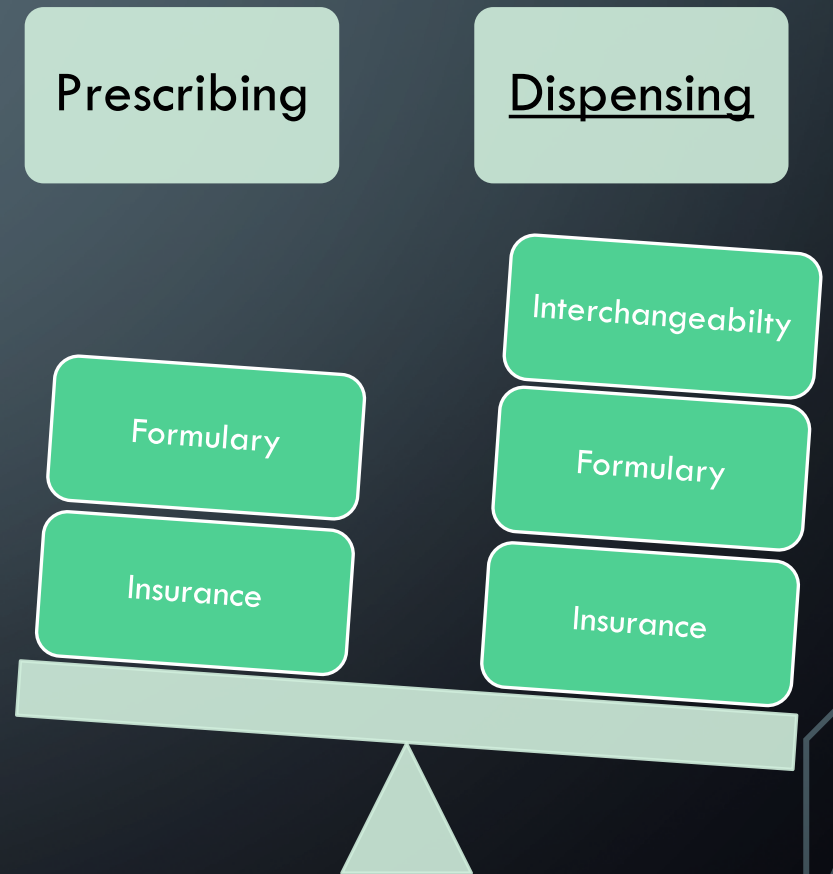 Prescribing
Dispensing
Interchangeabilty
Formulary
Formulary
Insurance
Insurance